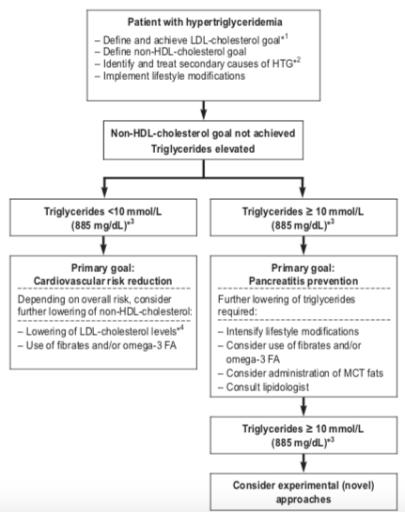 Patient with hypertriglyceridemia
– Define and achieve LDL-cholesterol goal*1
– Define non-HDL-cholesterol goal
– Identify and treat secondary causes of HTG*2
– Implement lifestyle modifications
Non-HDL-cholesterol goal not achieved
Triglycerides elevated
Triglycerides <10 mmol/L
(885 mg/dL)*3
Triglycerides ≥ 10 mmol/L
(885 mg/dL)*3
Primary goal:
Cardiovascular risk reduction
Depending on overall risk, consider
further lowering of non-HDL-cholesterol:
– Lowering of LDL-cholesterol levels*4
– Use of fibrates and/or omega-3 FA
Primary goal:
Pancreatitis prevention
Further lowering of triglycerides
required:
– Intensify lifestyle modifications
– Consider use of fibrates and/or
omega-3 FA
– Consider administration of MCT fats
– Consult lipidologist
Triglycerides ≥ 10 mmol/L
(885 mg/dL)*3
Consider experimental (novel)
approaches